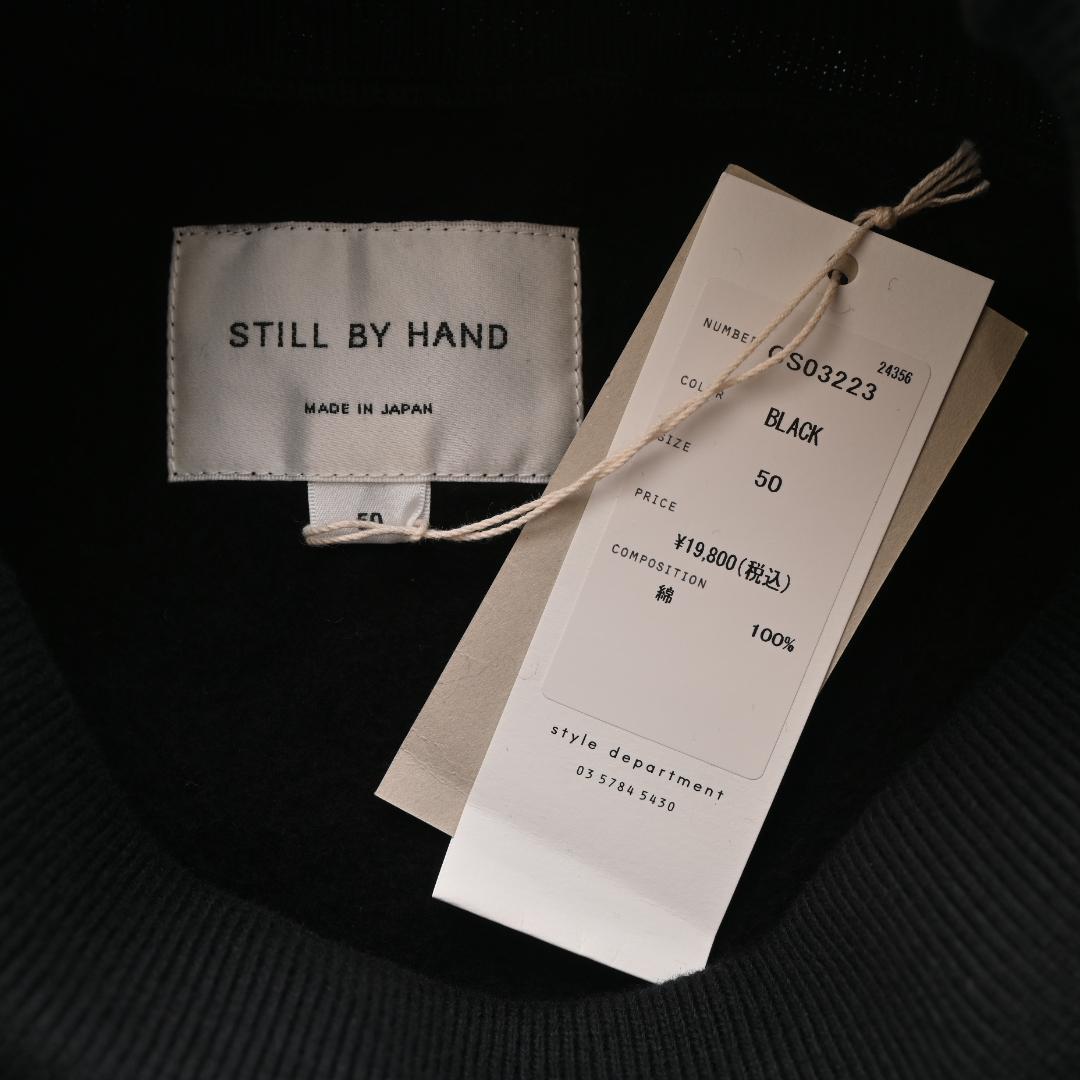 STILL BY HAND
MADE IN JAPAN
50
NUMBER
CS03223
24356
COLOR
BLACK
SIZE
50
PRICE
¥19,800(税込)
COMPOSITION
綿
100%
style department
03 5784 5430